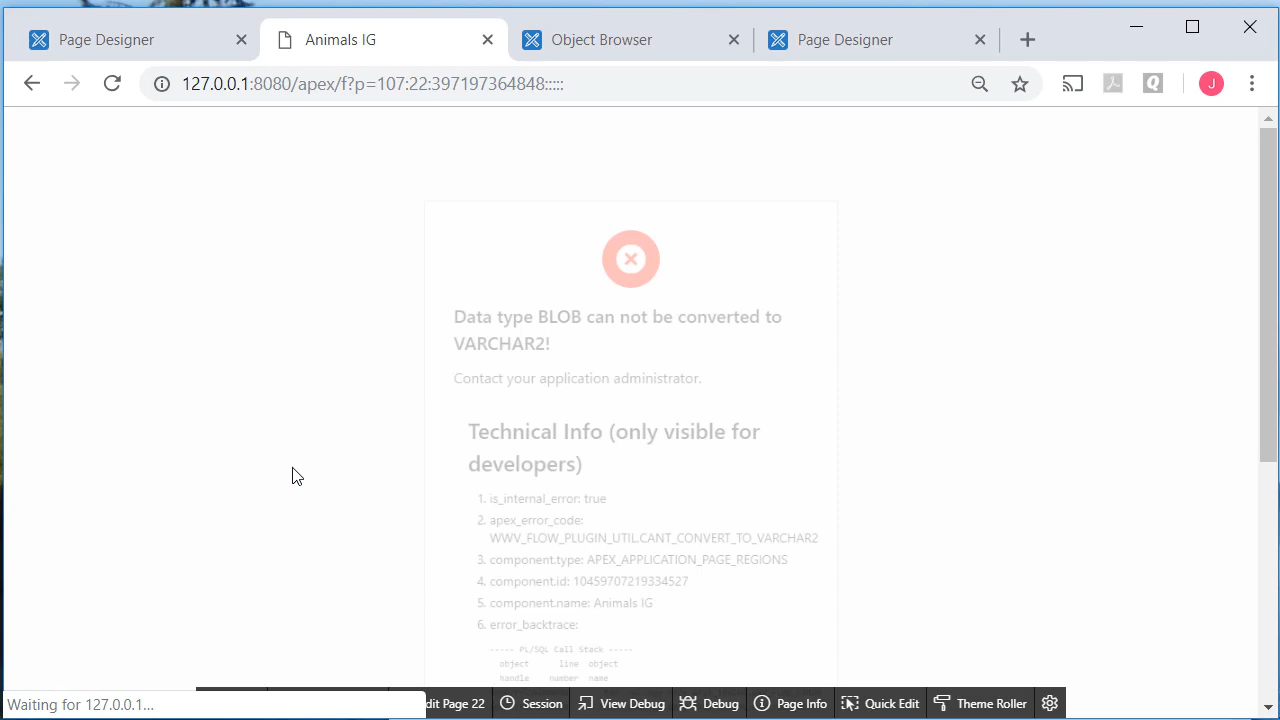 Page Designer
Animals IG
Object Browser
Page Designer
127.0.0.1:8080/apex/f?p=107:22:397197364848:::::
J
Data type BLOB can not be converted to
VARCHAR2!
Contact your application administrator.
Technical Info (only visible for
developers)
1. is_internal_error: true
2. apex_error_code:
WWV_FLOW_PLUGIN_UTIL.CANT_CONVERT_TO_VARCHAR2
3. component.type: APEX_APPLICATION_PAGE_REGIONS
4. component.id: 10459707219334527
5. component.name: Animals IG
6. error_backtrace:
----- PL/SQL Call Stack -----
object line object
handle number name
Waiting for 127.0.0.1...
dit Page 22
Session
View Debug
Debug
Page Info
Quick Edit
Theme Roller